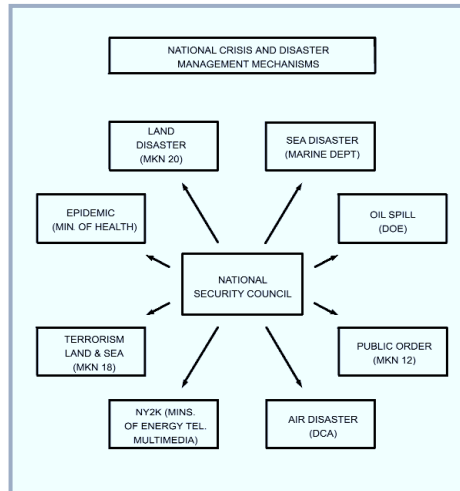 NATIONAL CRISIS AND DISASTER
MANAGEMENT MECHANISMS
LAND
DISASTER
(MKN 20)
SEA DISASTER
(MARINE DEPT)
EPIDEMIC
(MIN. OF HEALTH)
OIL SPILL
(DOE)
NATIONAL
SECURITY COUNCIL
TERRORISM
LAND & SEA
(MKN 18)
PUBLIC ORDER
(MKN 12)
NY2K (MINS.
OF ENERGY TEL.
MULTIMEDIA)
AIR DISASTER
(DCA)